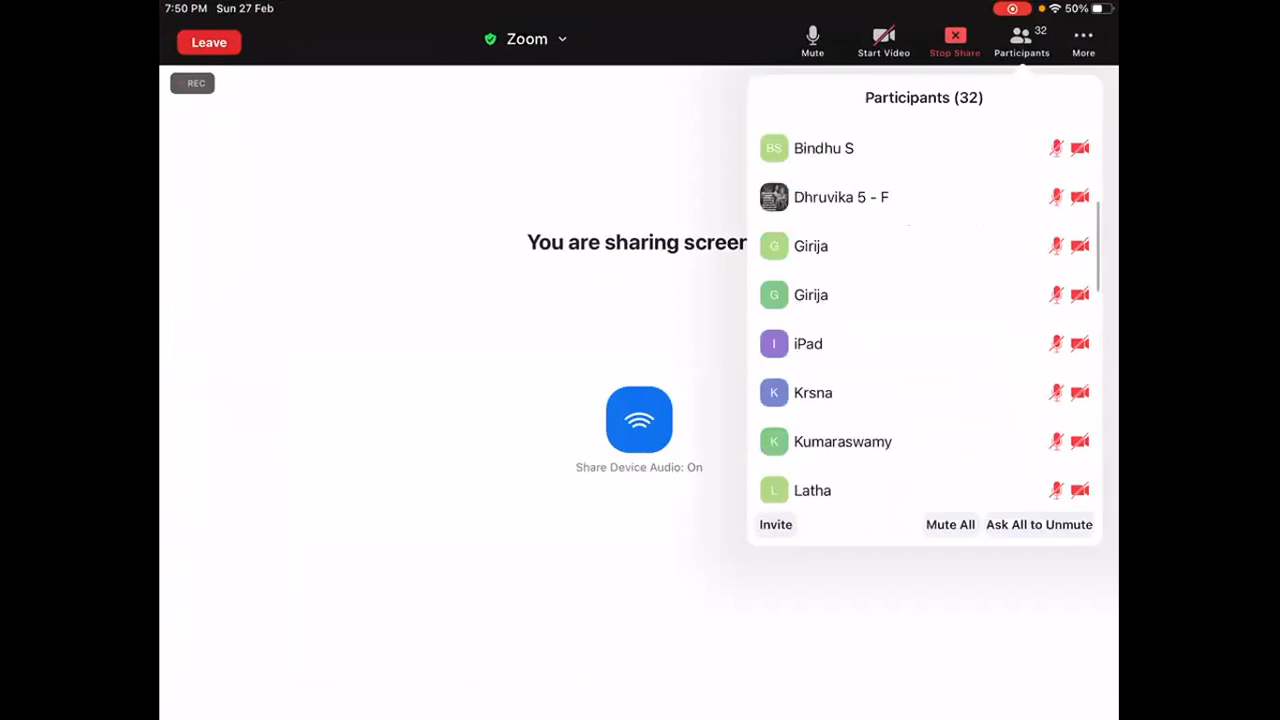 7:50 PM Sun 27 Feb
50%
Leave
Zoom
Mute
Start Video
Stop Share
Participants
32
More
REC
Participants (32)
BS Bindhu S
Dhruvika 5 - F
You are sharing screen
G Girija
G Girija
I iPad
K Krsna
K Kumaraswamy
L Latha
Share Device Audio: On
Invite
Mute All
Ask All to Unmute